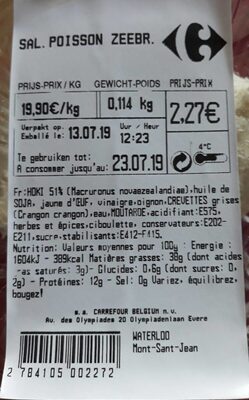 SAL. POISSON ZEEBR.
PRIJS-PRIX / KG GEWICHT-POIDS PRIJS-PRIX
19,90€/kg 0,114 kg 2.27€
Verpakt op: Uur / Heur
Emballé le: 13.07.19 12:23
Te gebruiken tot:
A consommer jusqu'au: 23.07.19
4°C
Fr:HOKI 51% (Macruronus novaezealandiae),huile de
SOJA, jaune d'ŒUF, vinaigre,oignon,CREVETTES grises
(Crangon crangon),eau,MOUTARDE,acidifiant:E575,
herbes et épices,ciboulette, conservateurs:E202-
E211,sucre,stabilisants:E412-E415.
Nutrition: Valeurs moyennes pour 100g : Energie :
1604kJ - 389kcal Matières grasses: 38g (dont acides
gras saturés: 3g)- Glucides: 0,6g (dont sucres: 0,
2g) - Protéines: 12g - Sel: 0g Variez, équilibrez,
bougez!
s.a. CARREFOUR BELGIUM n.v.
Av. des Olympiades 20 Olympiadenlaan Evere
WATERLOO
Mont-Saint-Jean
2 784105 002272